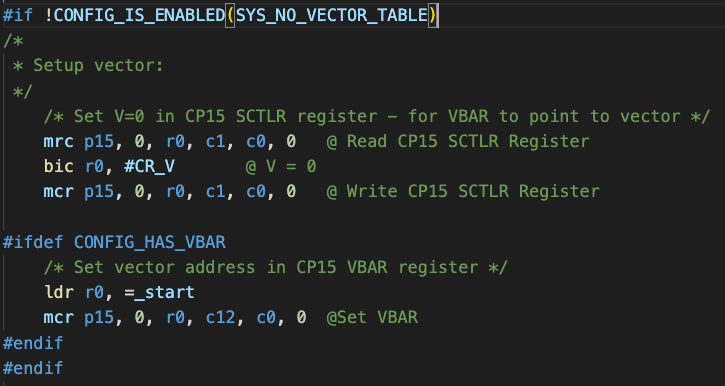 #if !CONFIG_IS_ENABLED(SYS_NO_VECTOR_TABLE)
/*
 * Setup vector:
 */
    /* Set V=0 in CP15 SCTLR register - for VBAR to point to vector */
    mrc p15, 0, r0, c1, c0, 0   @ Read CP15 SCTLR Register
    bic r0, #CR_V       @ V = 0
    mcr p15, 0, r0, c1, c0, 0   @ Write CP15 SCTLR Register

#ifdef CONFIG_HAS_VBAR
    /* Set vector address in CP15 VBAR register */
    ldr r0, =_start
    mcr p15, 0, r0, c12, c0, 0  @Set VBAR
#endif
#endif